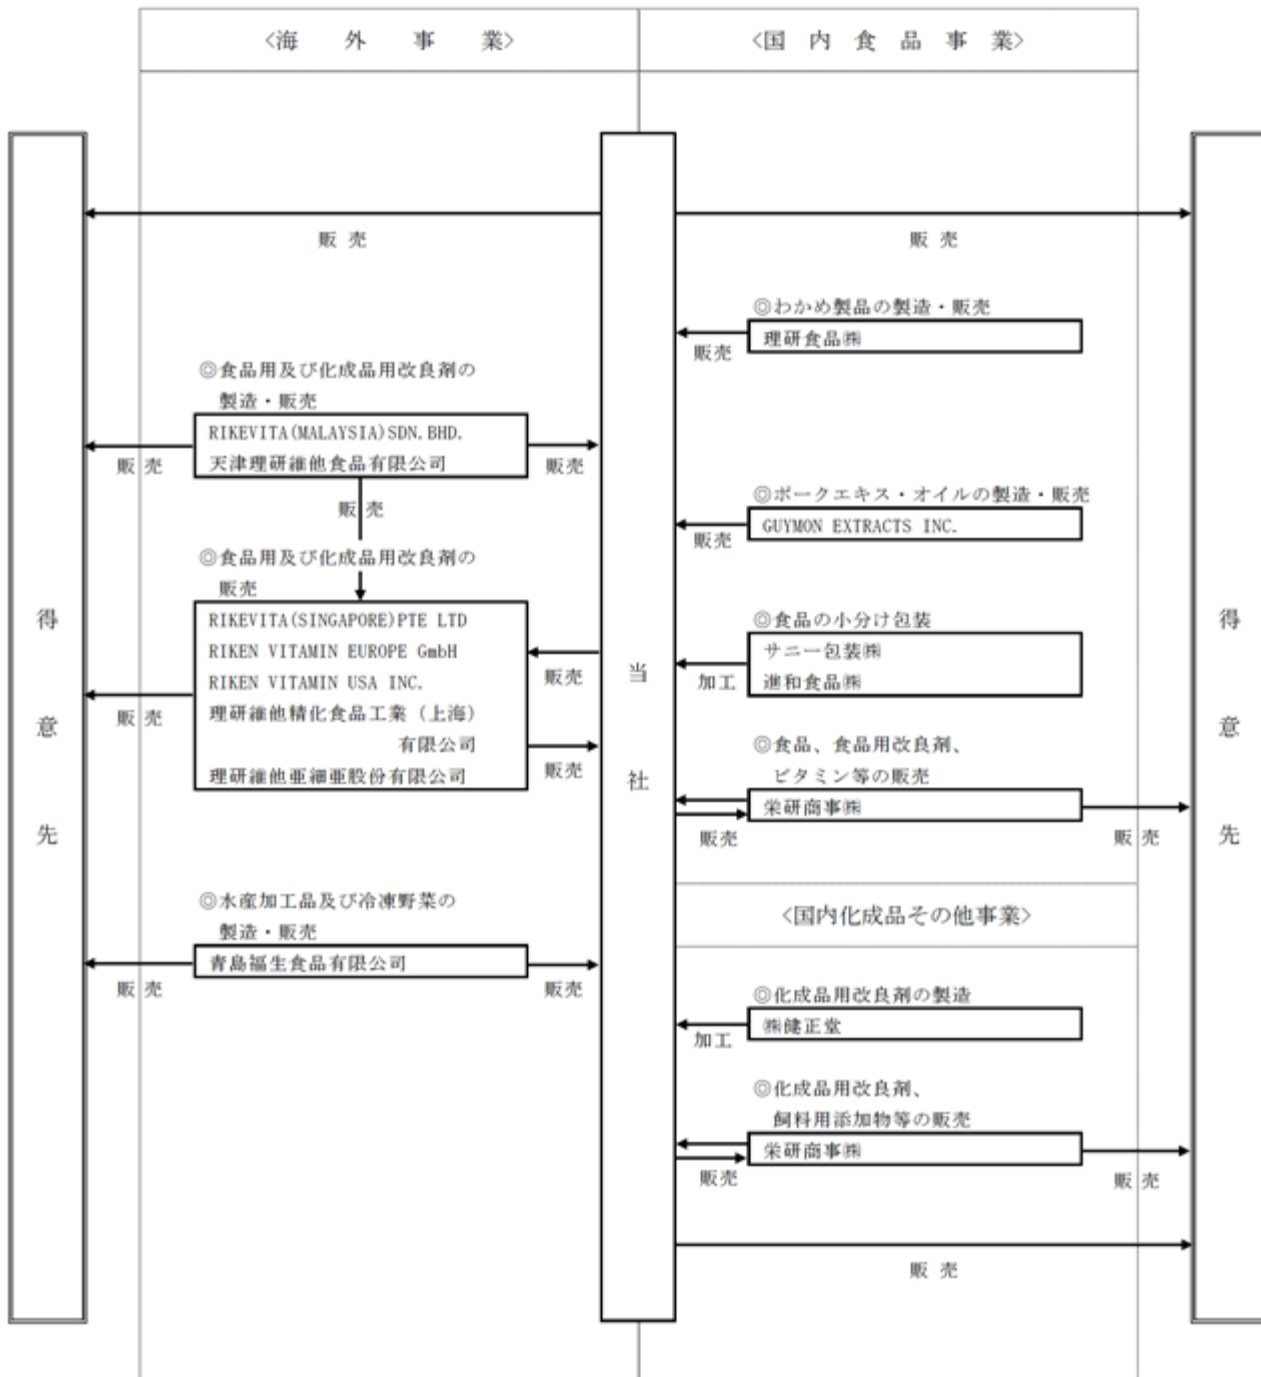 <海外事業>
<国内食品事業>
得意先
当社
得意先
販売
販売
◎わかめ製品の製造・販売
理研食品㈱
販売
◎食品用及び化成品用改良剤の
製造・販売
RIKEVITA(MALAYSIA)SDN.BHD.
天津理研維他食品有限公司
販売
販売
販売
◎ポークエキス・オイルの製造・販売
GUYMON EXTRACTS INC.
販売
◎食品用及び化成品用改良剤の
販売
RIKEVITA(SINGAPORE)PTE LTD
RIKEN VITAMIN EUROPE GmbH
RIKEN VITAMIN USA INC.
理研維他精化食品工業（上海）
有限公司
理研維他亜細亜股份有限公司
販売
販売
販売
◎食品の小分け包装
サニー包装㈱
進和食品㈱
加工
◎食品、食品用改良剤、
ビタミン等の販売
栄研商事㈱
販売
販売
◎水産加工品及び冷凍野菜の
製造・販売
青島福生食品有限公司
販売
販売
<国内化成品その他事業>
◎化成品用改良剤の製造
㈱健正堂
加工
◎化成品用改良剤、
飼料用添加物等の販売
栄研商事㈱
販売
販売
販売